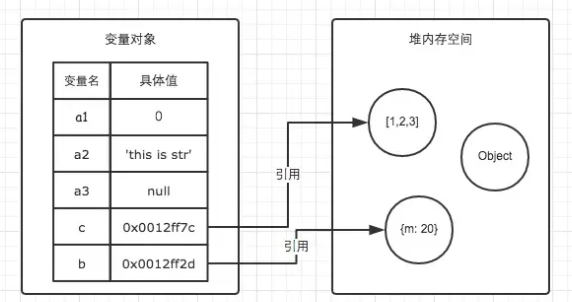 变量对象
变量名 具体值
a1 0
a2 'this is str'
a3 null
c 0x0012ff7c
b 0x0012ff2d
引用
引用
堆内存空间
[1,2,3]
Object
{m: 20}